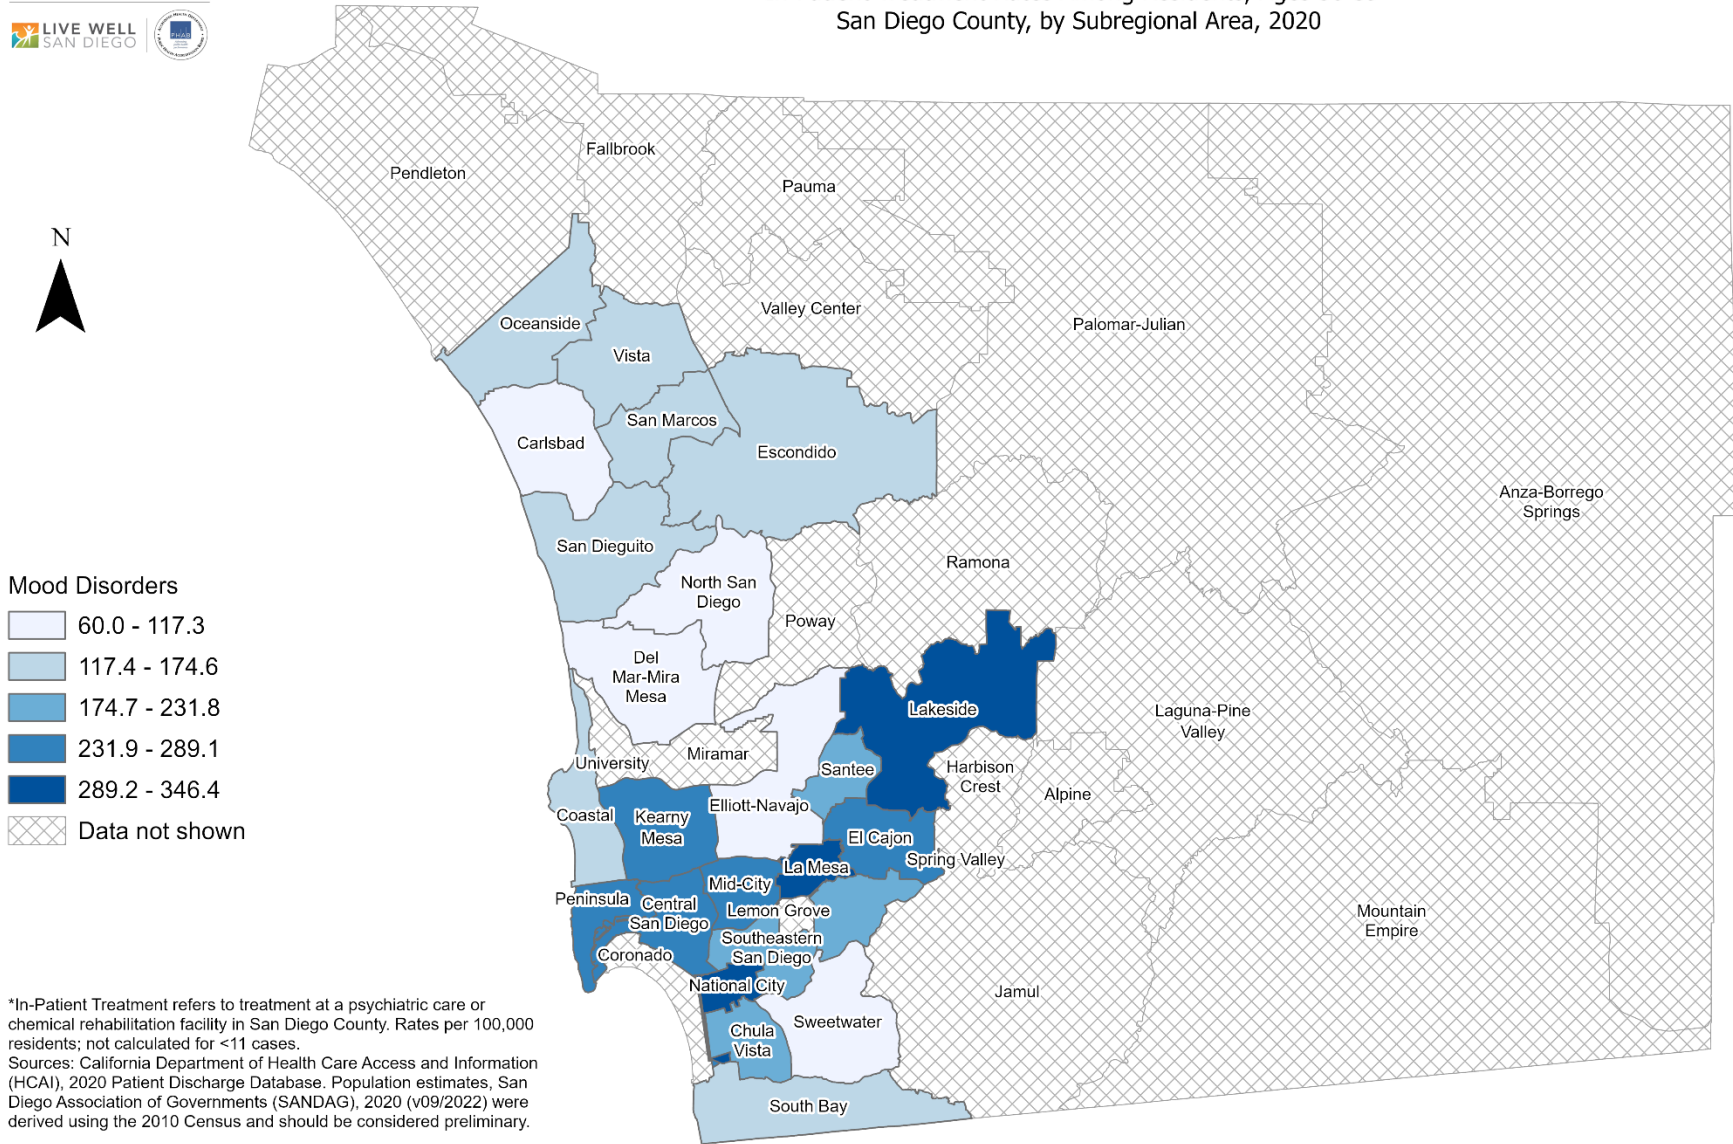 LIVE WELL
SAN DIEGO
San Diego County, by Subregional Area, 2020
Fallbrook
Pendleton
Pauma
N
Valley Center
Oceanside
Palomar-Julian
Vista
San Marcos
Carlsbad
Escondido
Anza-Borrego
Springs
San Dieguito
Ramona
North San
Diego
Poway
Del
Mar-Mira
Mesa
Lakeside
Laguna-Pine
Valley
Miramar
University
Santee
Harbison
Crest
Alpine
Elliott-Navajo
Coastal
Kearny
Mesa
El Cajon
Spring Valley
La Mesa
Mid-City
Peninsula
Central
San Diego
Lemon Grove
Mountain
Empire
Southeastern
San Diego
Coronado
National City
Jamul
Sweetwater
Chula
Vista
South Bay
Mood Disorders
60.0 - 117.3
117.4 - 174.6
174.7 - 231.8
231.9 - 289.1
289.2 - 346.4
Data not shown
*In-Patient Treatment refers to treatment at a psychiatric care or
chemical rehabilitation facility in San Diego County. Rates per 100,000
residents; not calculated for <11 cases.
Sources: California Department of Health Care Access and Information
(HCAI), 2020 Patient Discharge Database. Population estimates, San
Diego Association of Governments (SANDAG), 2020 (v09/2022) were
derived using the 2010 Census and should be considered preliminary.